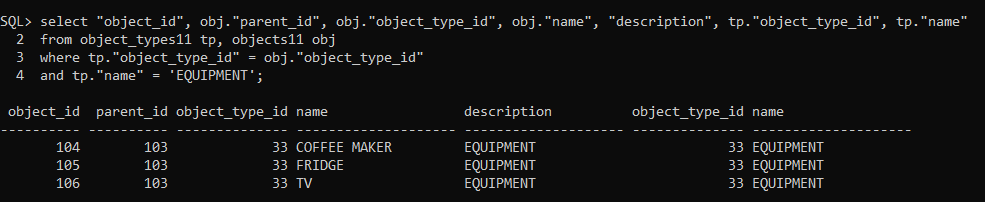 SQL> select "object_id", obj."parent_id", obj."object_type_id", obj."name", "description", tp."object_type_id", tp."name"
  2  from object_types11 tp, objects11 obj
  3  where tp."object_type_id" = obj."object_type_id"
  4  and tp."name" = 'EQUIPMENT';

 object_id  parent_id object_type_id name                 description          object_type_id name
---------- ---------- -------------- -------------------- -------------------- -------------- --------------------
       104        103             33 COFFEE MAKER         EQUIPMENT                        33 EQUIPMENT
       105        103             33 FRIDGE               EQUIPMENT                        33 EQUIPMENT
       106        103             33 TV                   EQUIPMENT                        33 EQUIPMENT